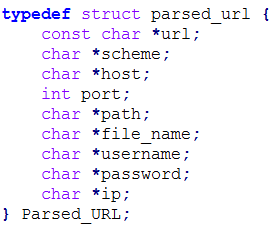 typedef struct parsed_url {
    const char *url;
    char *scheme;
    char *host;
    int port;
    char *path;
    char *file_name;
    char *username;
    char *password;
    char *ip;
} Parsed_URL;